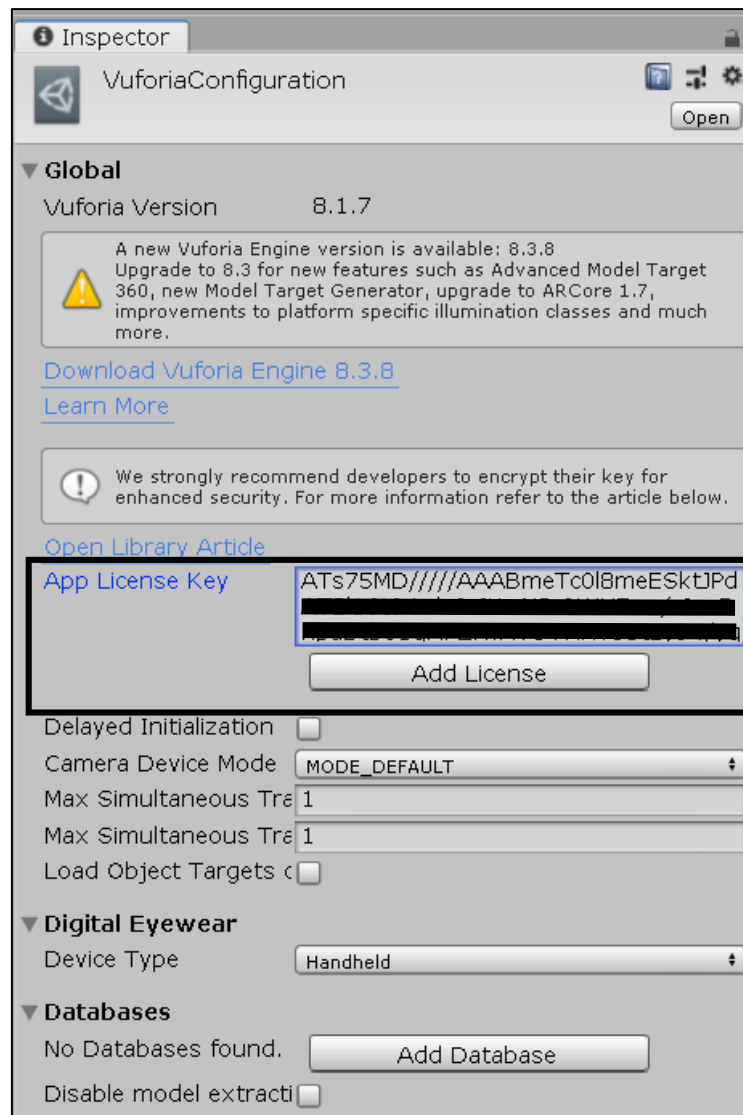 Inspector
VuforiaConfiguration
Open
Global
Vuforia Version 8.1.7
A new Vuforia Engine version is available: 8.3.8
Upgrade to 8.3 for new features such as Advanced Model Target
360, new Model Target Generator, upgrade to ARCore 1.7,
improvements to platform specific illumination classes and much
more.
Download Vuforia Engine 8.3.8
Learn More
We strongly recommend developers to encrypt their key for
enhanced security. For more information refer to the article below.
Open Library Article
App License Key ATs75MD/////AAABmeTc0l8meESktJPd
Add License
Delayed Initialization
Camera Device Mode MODE_DEFAULT
Max Simultaneous Tra 1
Max Simultaneous Tra 1
Load Object Targets
Digital Eyewear
Device Type Handheld
Databases
No Databases found. Add Database
Disable model extracti